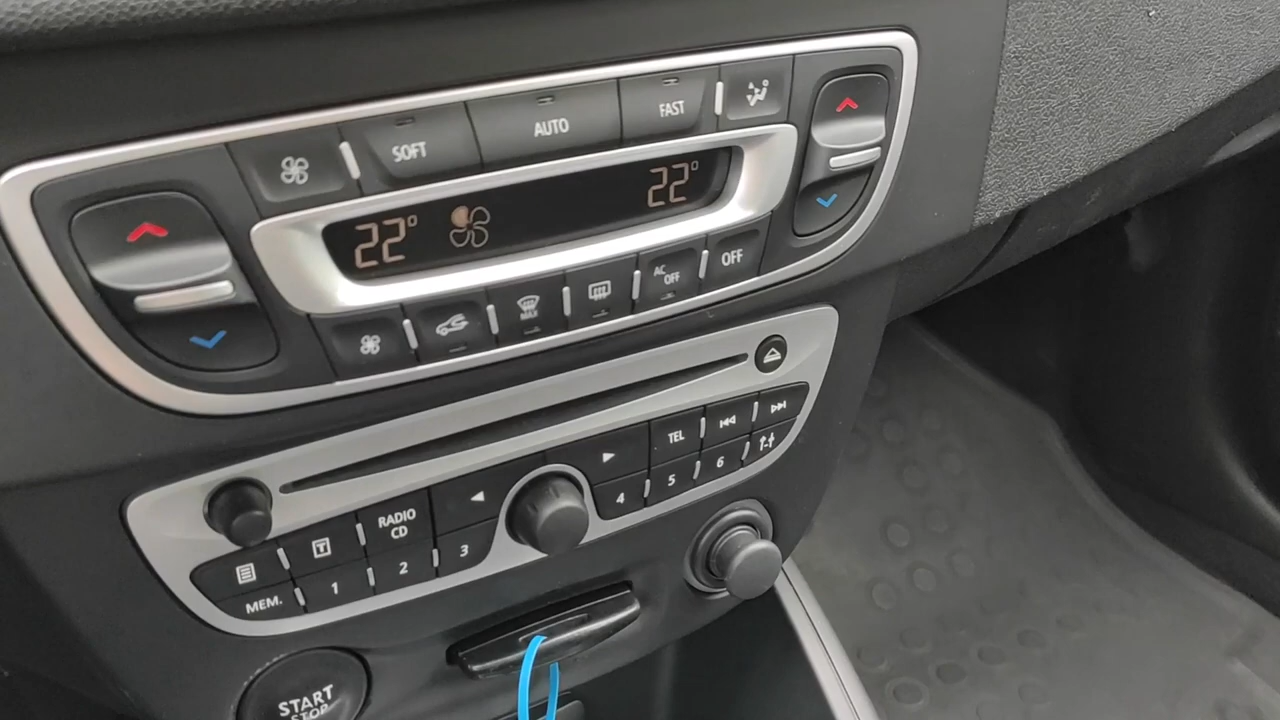 SOFT
AUTO
FAST
22°
22°
MAX
AC
OFF
OFF
RADIO
CD
TEL
MEM.
1
2
3
4
5
6
START
STOP